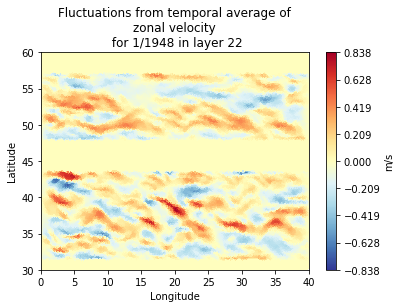 Fluctuations from temporal average of
zonal velocity
for 1/1948 in layer 22
60
55
50
45
40
35
30
Latitude
0 5 10 15 20 25 30 35 40
Longitude
0.838
0.628
0.419
0.209
0.000
−0.209
−0.419
−0.628
−0.838
m/s